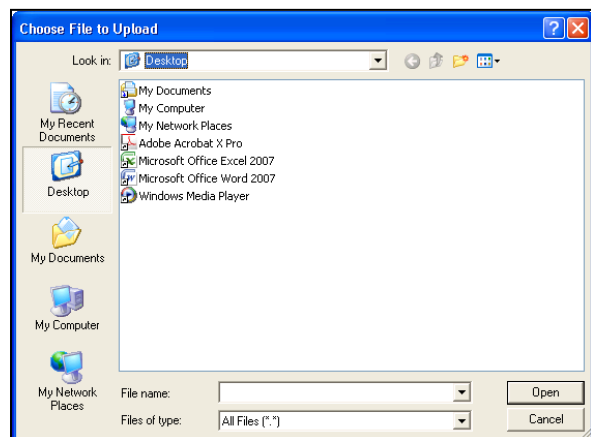 Choose File to Upload
Look in: Desktop
My Recent
Documents
Desktop
My Documents
My Computer
My Network
Places
My Documents
My Computer
My Network Places
Adobe Acrobat X Pro
Microsoft Office Excel 2007
Microsoft Office Word 2007
Windows Media Player
File name: Open
Files of type: All Files (*.*) Cancel